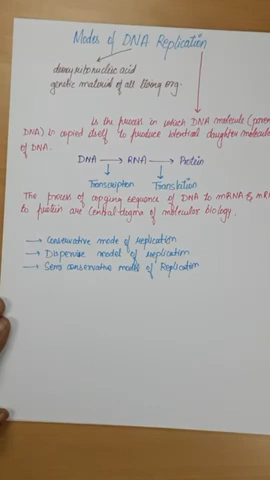 Modes of DNA Replication
deoxyribonucleic acid
genetic material of all living org.
is the process in which DNA molecule (paren
DNA) is copied itself to produce identical daughter molecule
of DNA.
DNA → RNA → Protein
Transcription Translation
The process of copying sequence of DNA to mRNA & mR
to protein are central dogma of molecular biology.
→ Conservative mode of replication
→ Dispersive model of replication
→ Semi conservative model of Replication